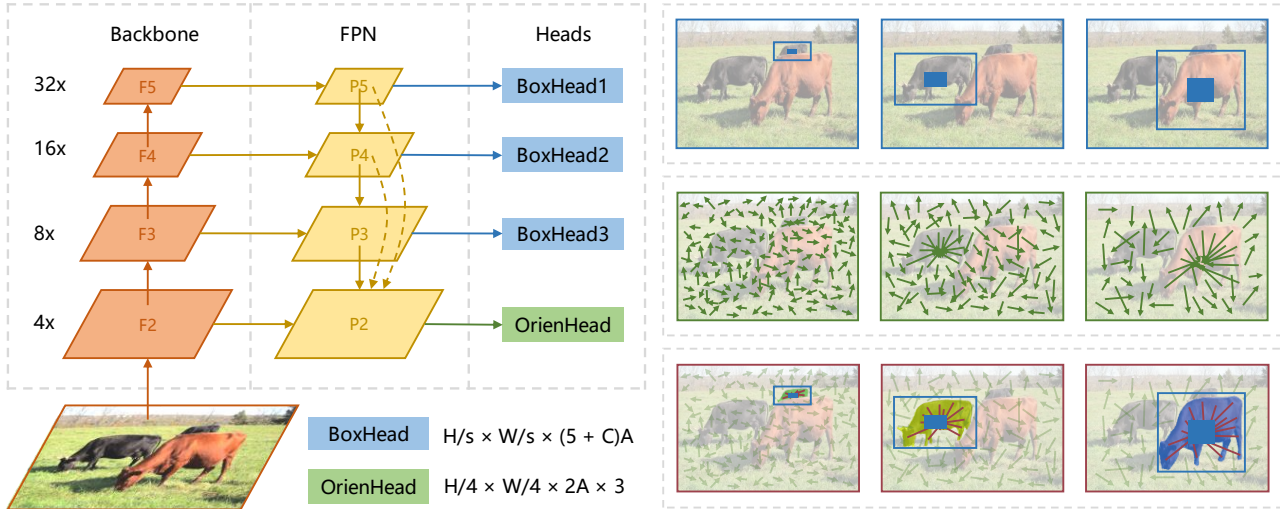 Backbone FPN Heads
32x F5 P5 BoxHead1
16x F4 P4 BoxHead2
8x F3 P3 BoxHead3
4x F2 P2 OrienHead
BoxHead H/s × W/s × (5 + C)A
OrienHead H/4 × W/4 × 2A × 3